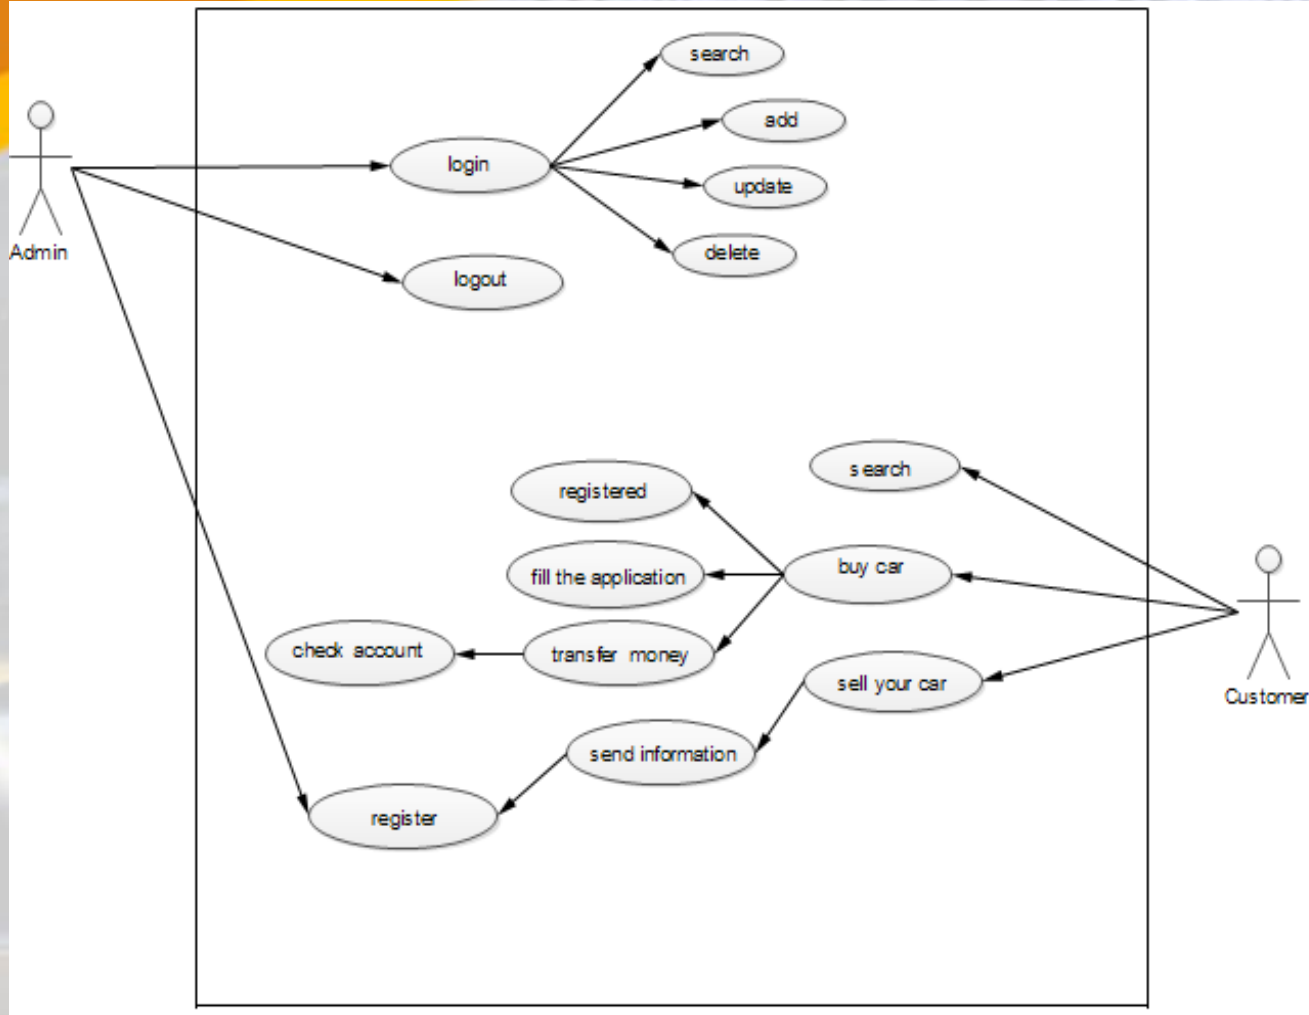 search
add
login
update
Admin
delete
logout
search
registered
buy car
fill the application
check account
transfer money
sell your car
Customer
send information
register